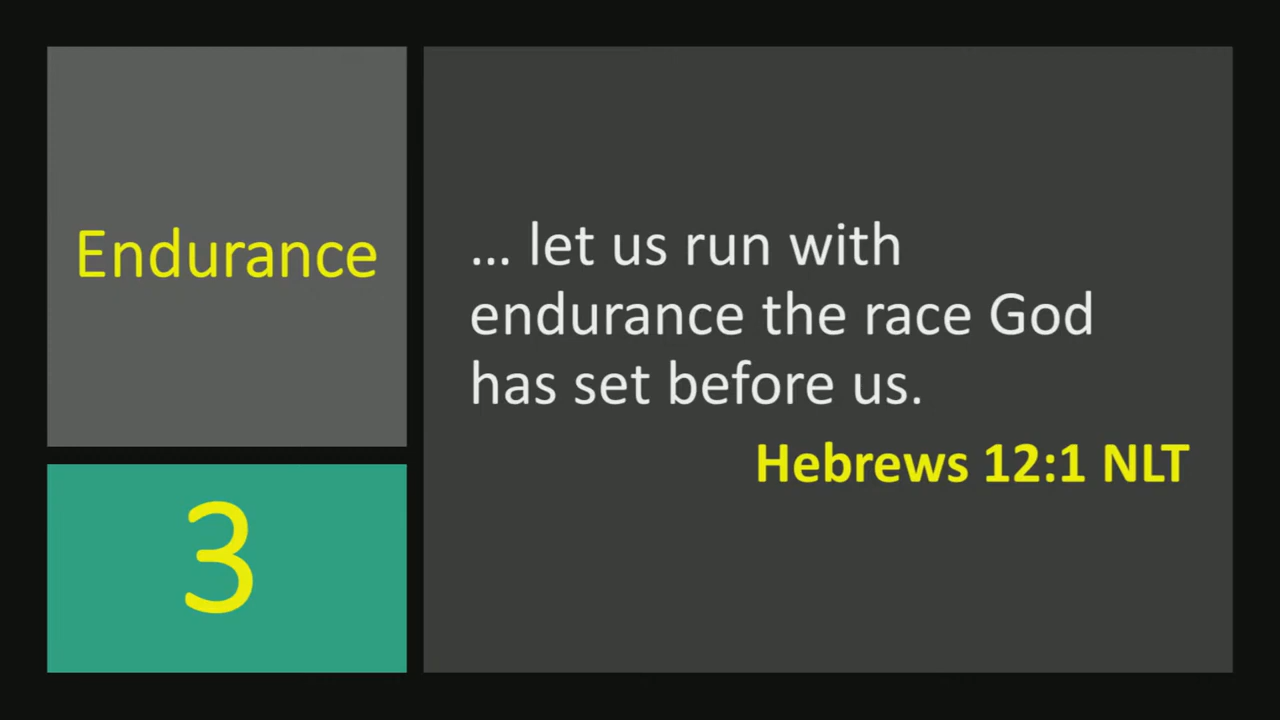 Endurance
3
... let us run with
endurance the race God
has set before us.
Hebrews 12:1 NLT